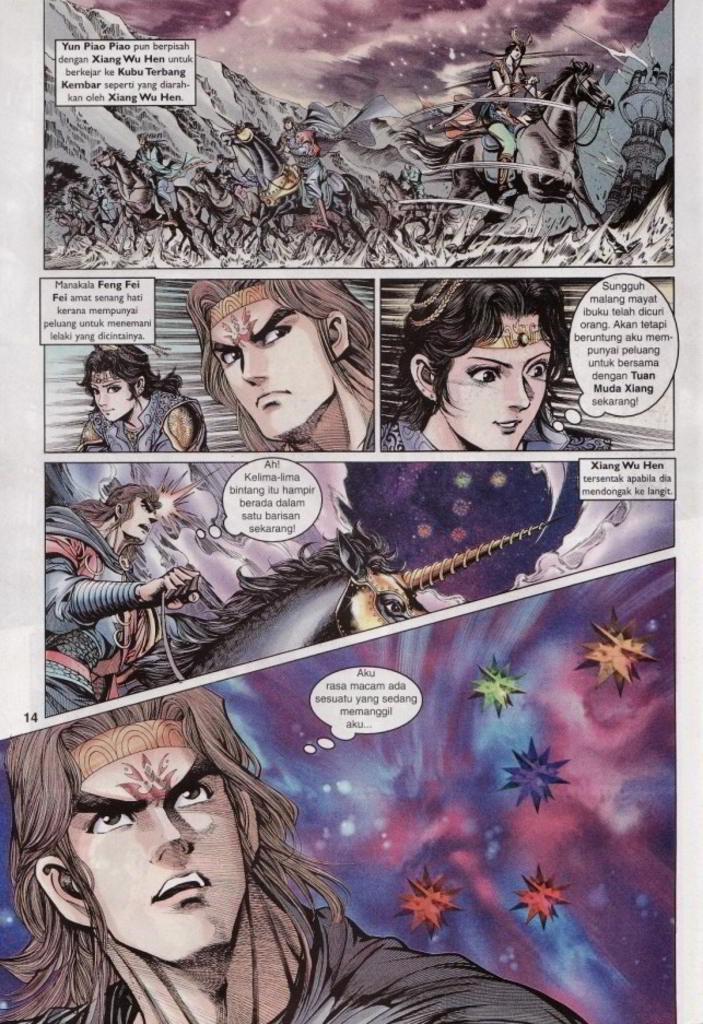 Yun Piao Piao pun berpisah
dengan Xiang Wu Hen untuk
berkejar ke Kubu Terbang
Kembar seperti yang diarah-
kan oleh Xiang Wu Hen.
Manakala Feng Fei
Fei amat senang hati
kerana mempunyai
peluang untuk menemani
lelaki yang dicintainya.
Sungguh
malang mayat
ibuku telah dicuri
orang. Akan tetapi
beruntung aku mem-
punyai peluang
untuk bersama
dengan Tuan
Muda Xiang
sekarang!
Ah!
Kelima-lima
bintang itu hampir
berada dalam
satu barisan
sekarang!
Xiang Wu Hen
tersentak apabila dia
mendongak ke langit.
Aku
rasa macam ada
sesuatu yang sedang
memanggil
aku...
14